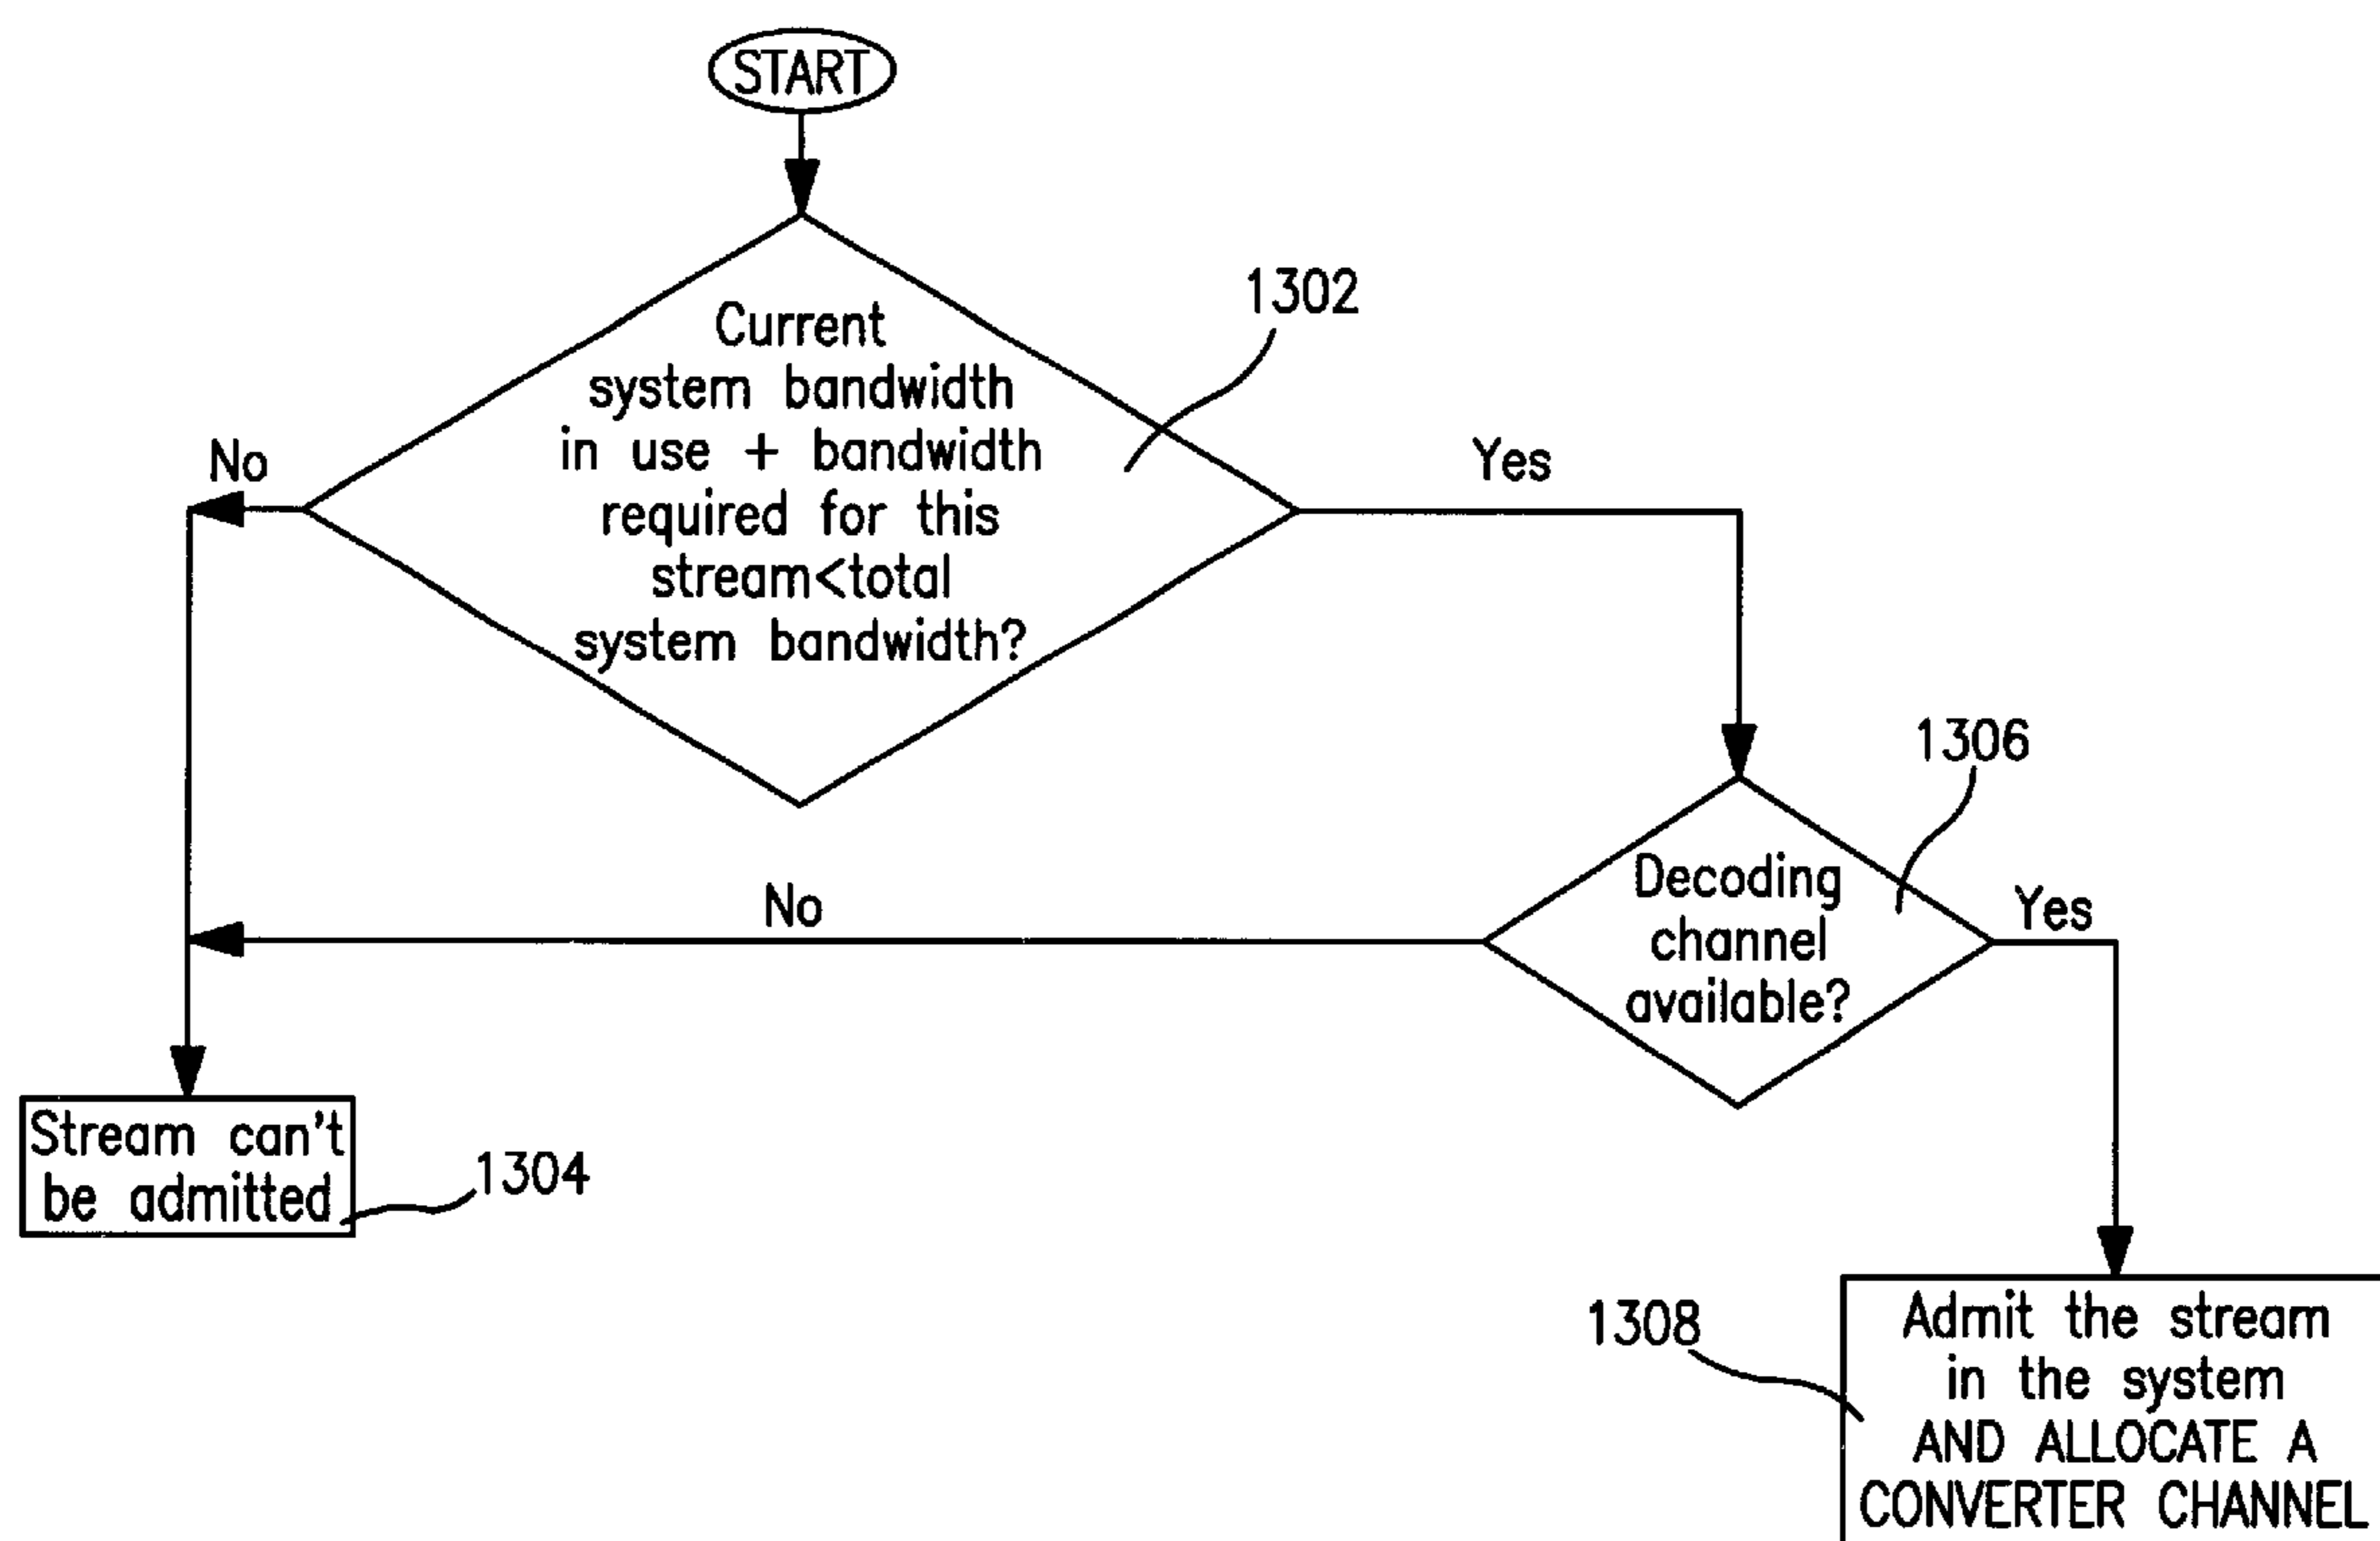 START
Current
system bandwidth
in use + bandwidth
required for this
stream<total
system bandwidth?
1302
No
Yes
1306
Decoding
channel
available?
No
Yes
Stream can't
be admitted
1304
1308
Admit the stream
in the system
AND ALLOCATE A
CONVERTER CHANNEL